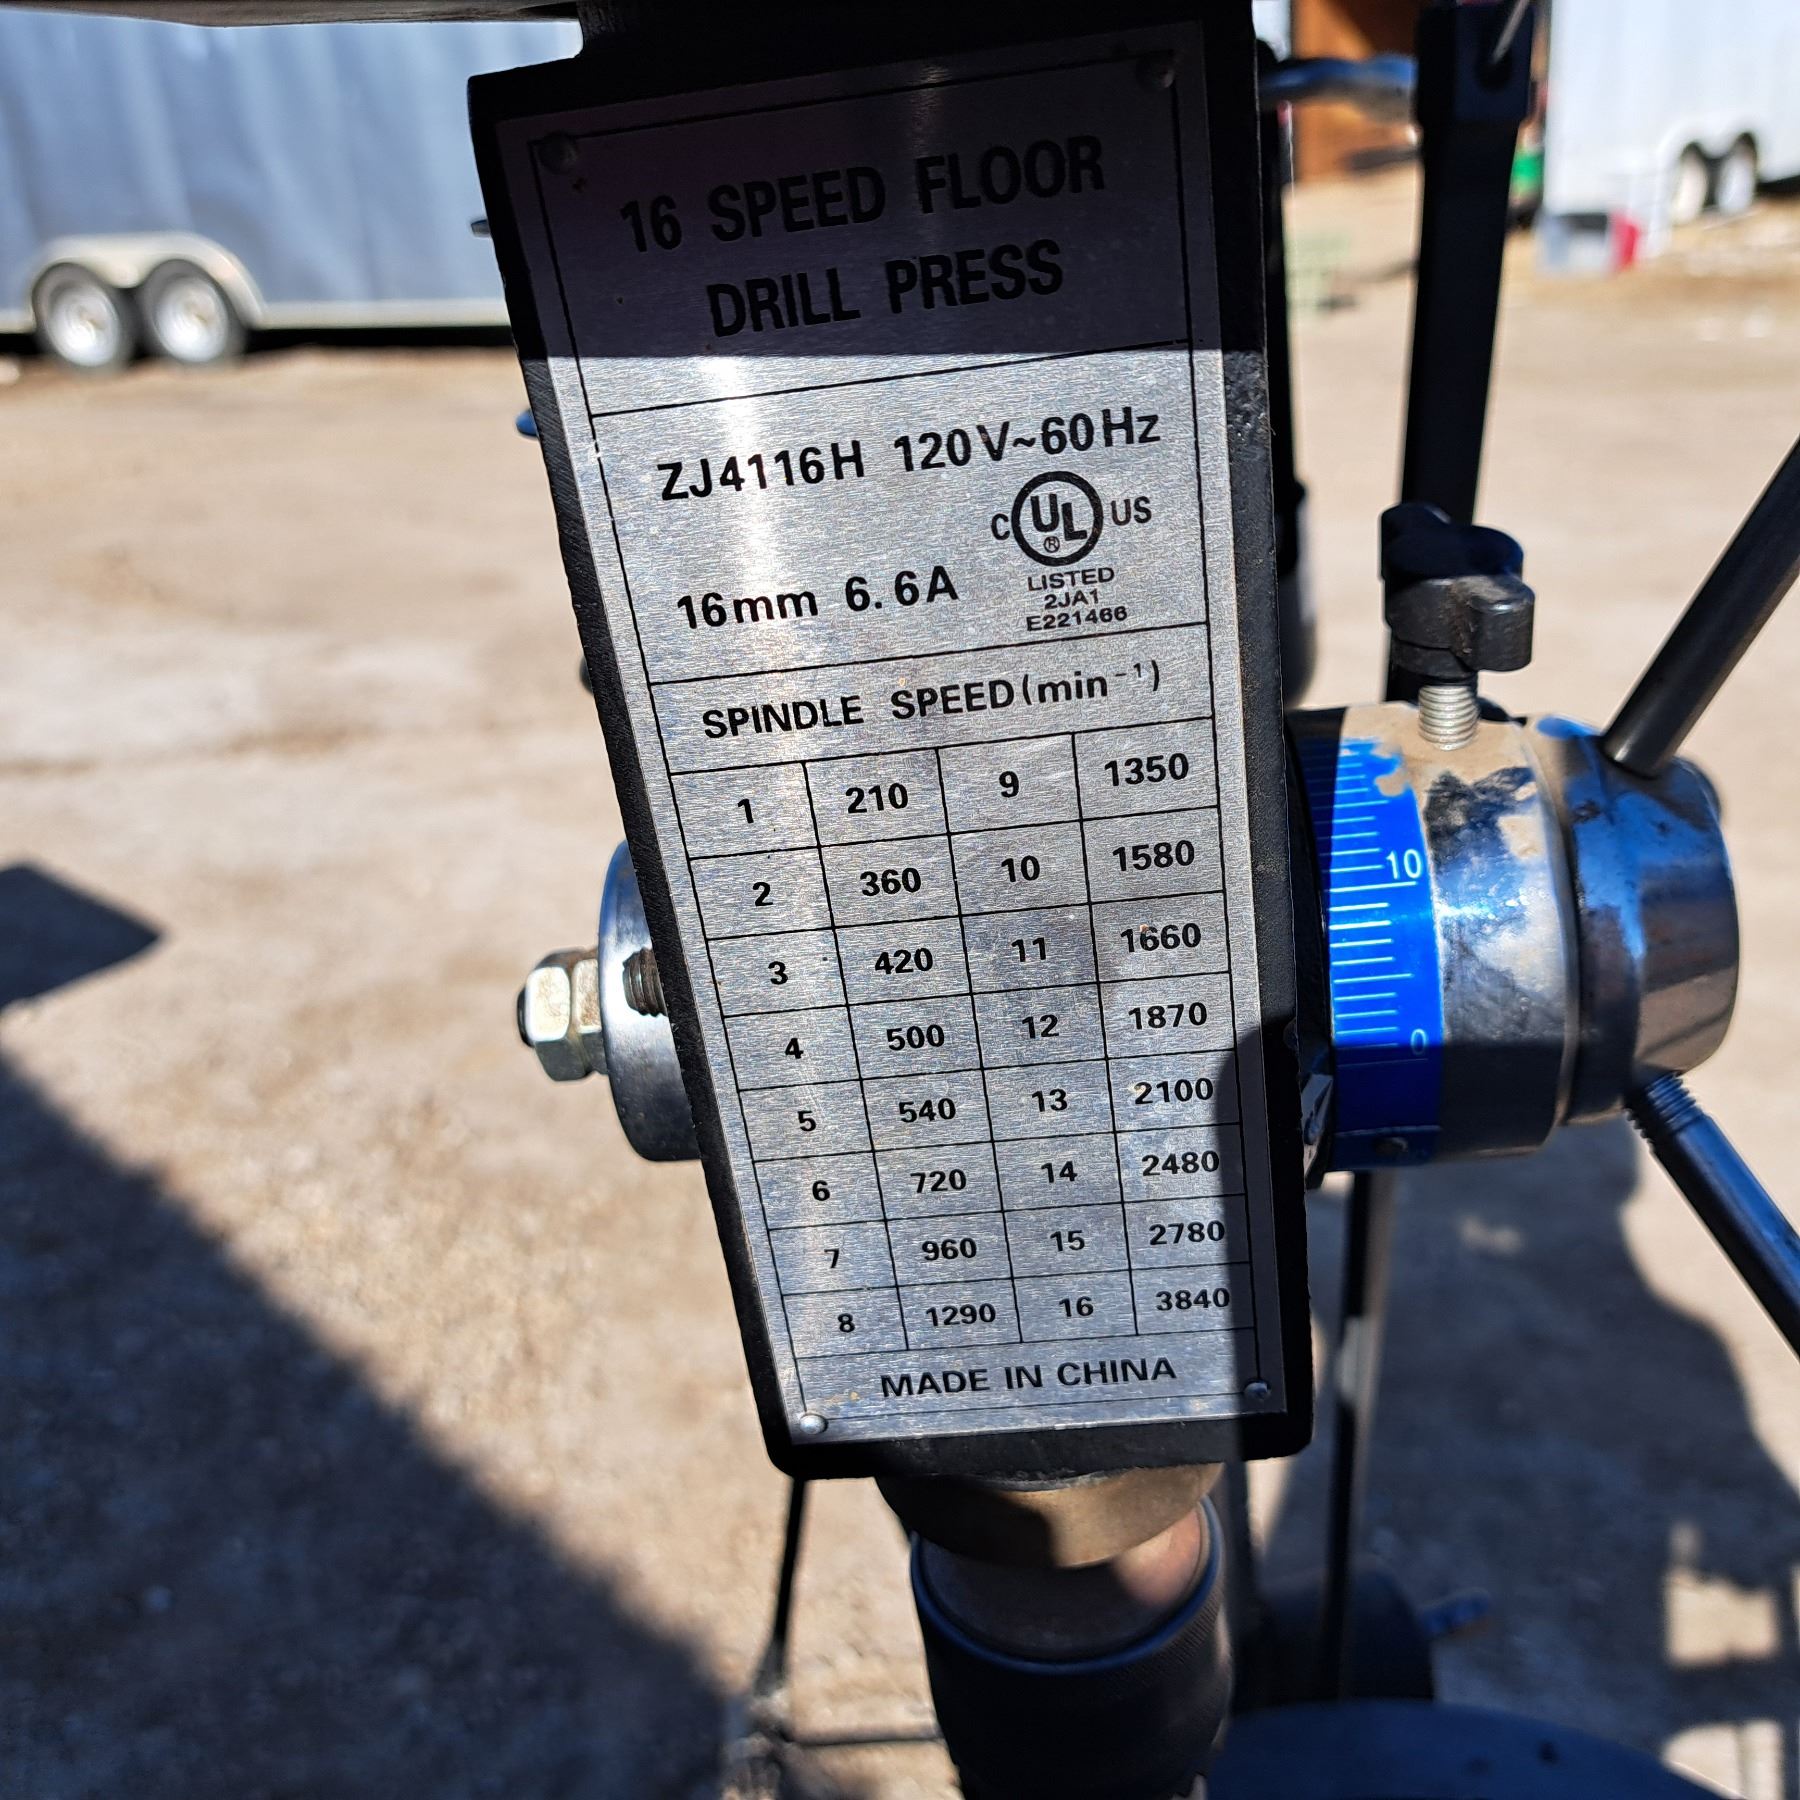 16 SPEED FLOOR
DRILL PRESS
ZJ4116H 120V~60Hz
C UL ® US
16mm 6.6A
LISTED
2JA1
E221466
SPINDLE SPEED(min⁻¹)
1 210 9 1350
2 360 10 1580
3 420 11 1660
4 500 12 1870
5 540 13 2100
6 720 14 2480
7 960 15 2780
8 1290 16 3840
MADE IN CHINA
10
0